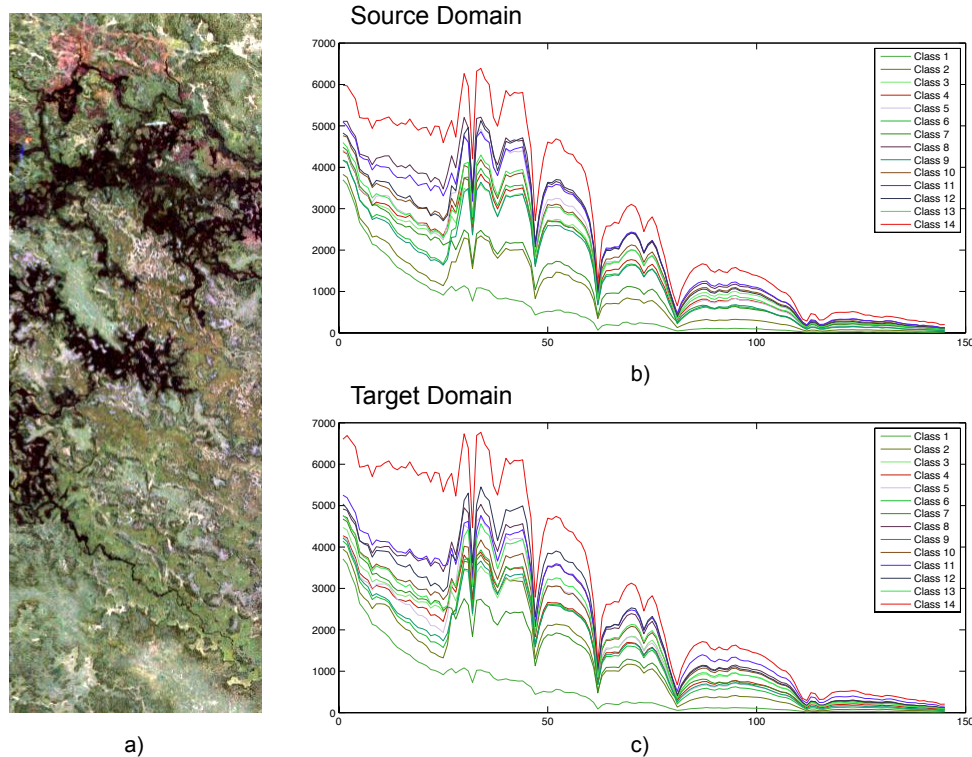 Source Domain
7000
6000
5000
4000
3000
2000
1000
0
0 50 100 150
Class 1
Class 2
Class 3
Class 4
Class 5
Class 6
Class 7
Class 8
Class 9
Class 10
Class 11
Class 12
Class 13
Class 14
b)
Target Domain
7000
6000
5000
4000
3000
2000
1000
0
0 50 100 150
Class 1
Class 2
Class 3
Class 4
Class 5
Class 6
Class 7
Class 8
Class 9
Class 10
Class 11
Class 12
Class 13
Class 14
a)
c)